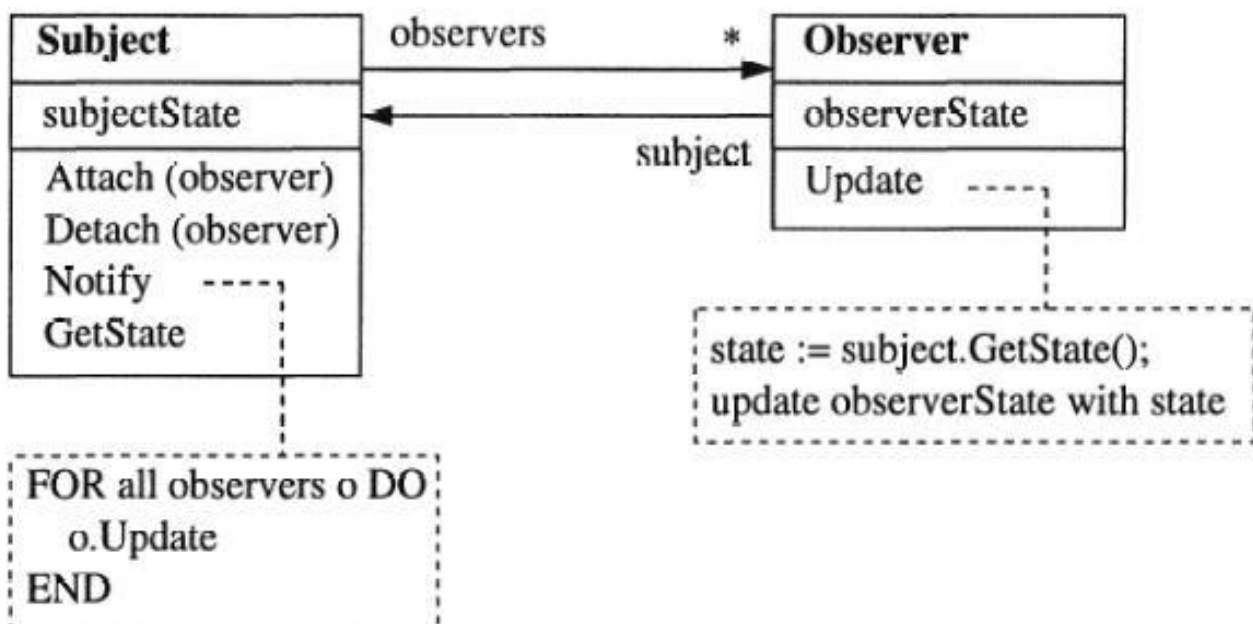 Subject
subjectState
Attach (observer)
Detach (observer)
Notify
GetState
observers
*
subject
Observer
observerState
Update
state := subject.GetState();
update observerState with state
FOR all observers o DO
o.Update
END